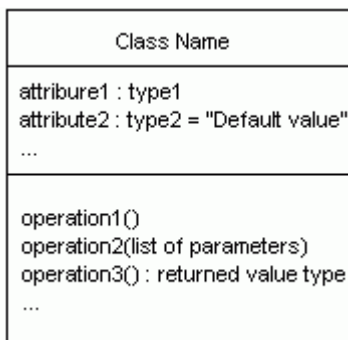 Class Name
attribure1 : type1
attribute2 : type2 = "Default value"
...
operation1()
operation2(list of parameters)
operation3() : returned value type
...